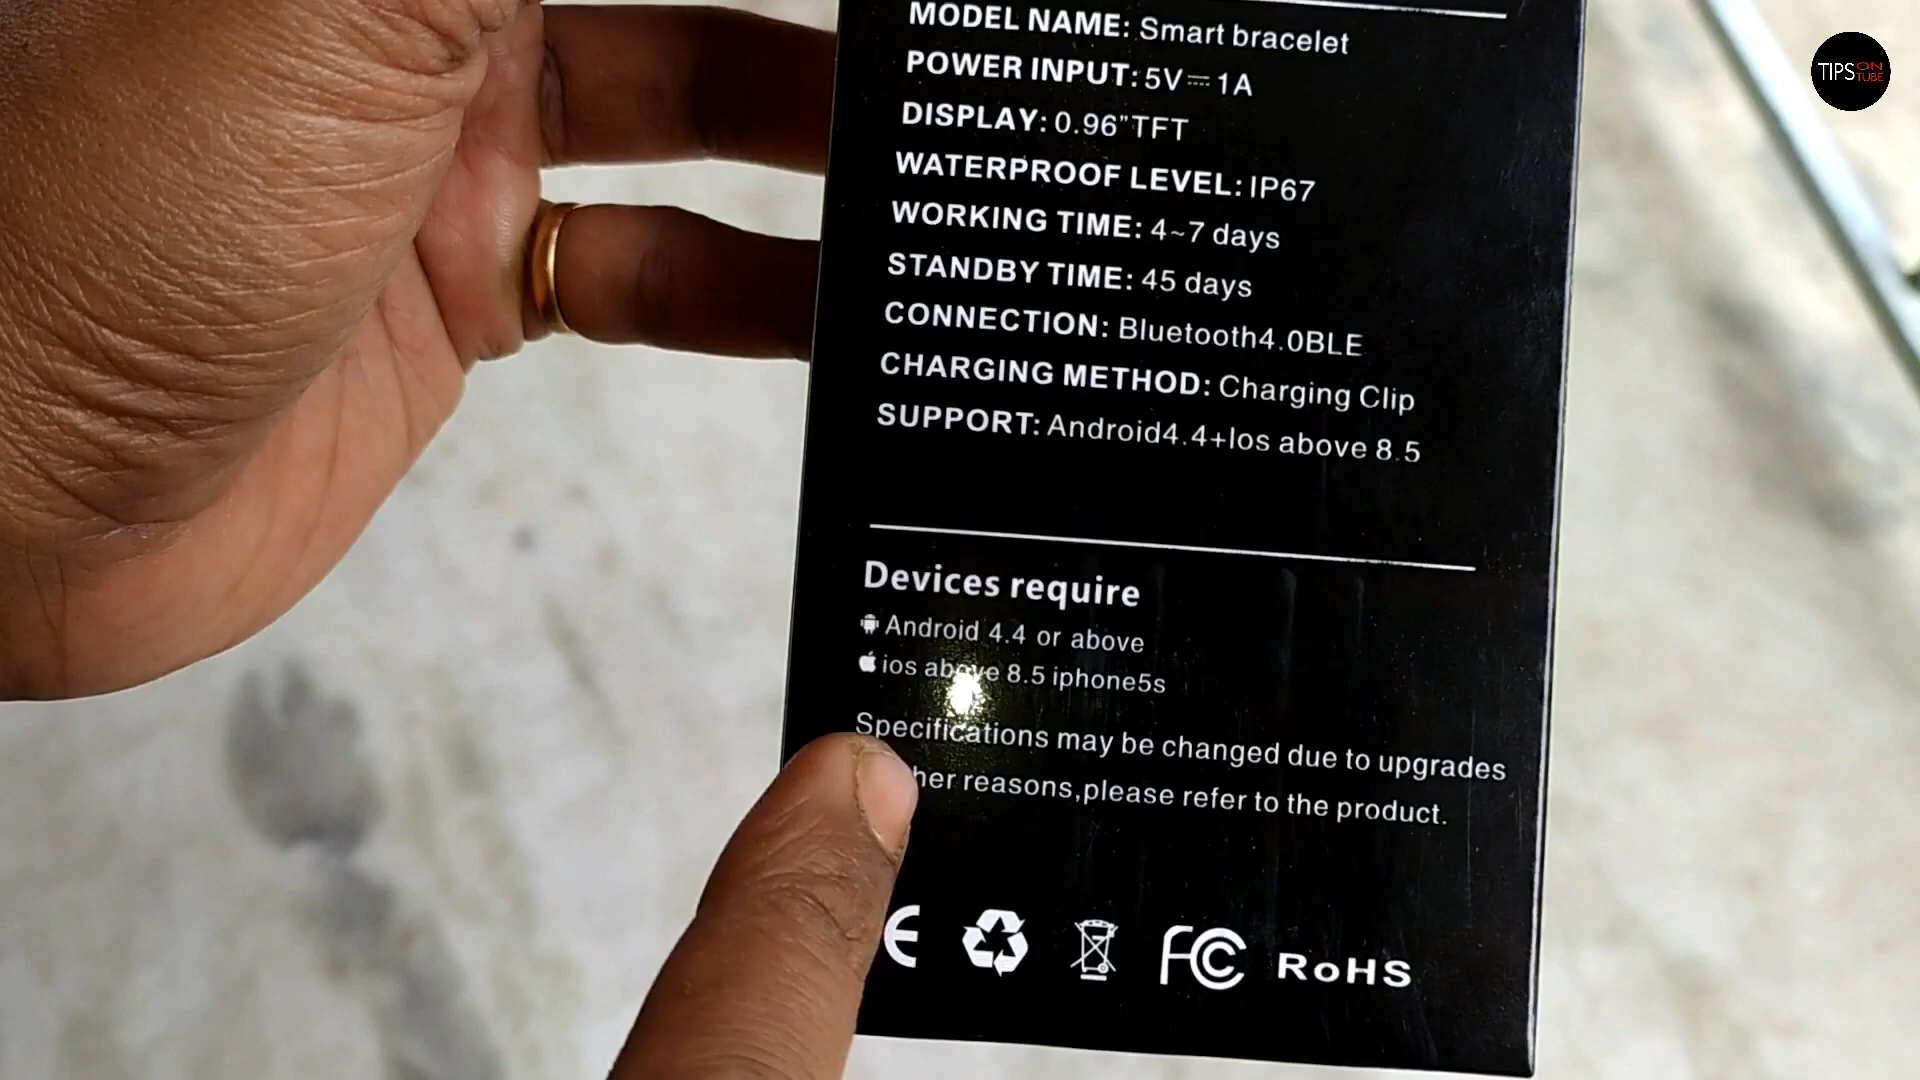 MODEL NAME: Smart bracelet
POWER INPUT: 5V⎓1A
DISPLAY: 0.96”TFT
WATERPROOF LEVEL: IP67
WORKING TIME: 4~7 days
STANDBY TIME: 45 days
CONNECTION: Bluetooth4.0BLE
CHARGING METHOD: Charging Clip
SUPPORT: Android4.4+Ios above 8.5
Devices require
Android 4.4 or above
ios above 8.5 iphone5s
Specifications may be changed due to upgrades
reasons,please refer to the product.
FC RoHS
TIPS ON TUBE